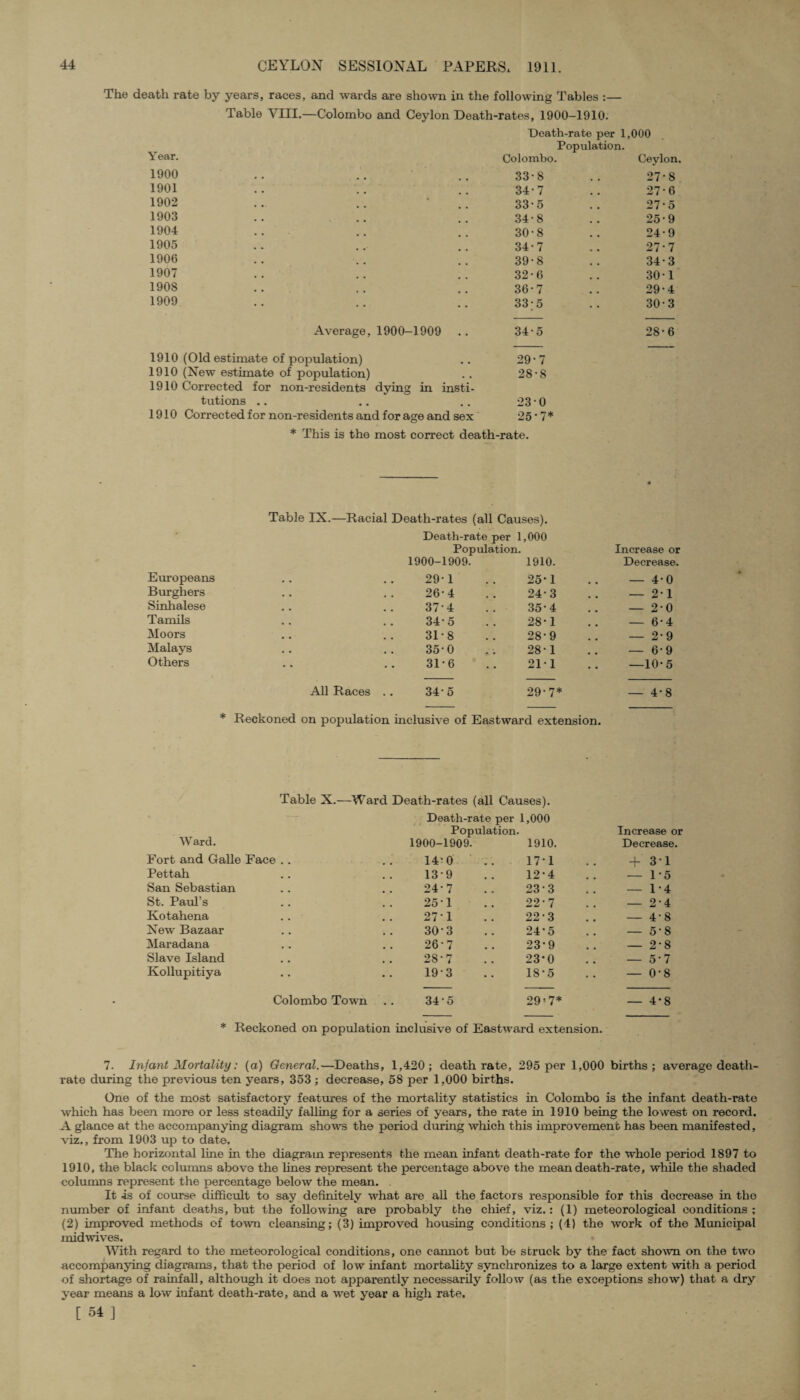 44 CEYLON SESSIONAL PAPERS. 1911.
The death rate by years, races, and wards are shown in the following Tables :—
Table VIII.—Colombo and Ceylon Death-rates, 1900–1910.
Death-rate per 1,000
Population.
Year. Colombo. Ceylon.
1900 .. .. .. 33·8 .. 27·8
1901 .. .. .. 34·7 .. 27·6
1902 .. .. .. 33·5 .. 27·5
1903 .. .. .. 34·8 .. 25·9
1904 .. .. .. 30·8 .. 24·9
1905 .. .. .. 34·7 .. 27·7
1906 .. .. .. 39·8 .. 34·3
1907 .. .. .. 32·6 .. 30·1
1908 .. .. .. 36·7 .. 29·4
1909 .. .. .. 33·5 .. 30·3
Average, 1900–1909 .. 34·5 28·6
1910 (Old estimate of population) .. 29·7
1910 (New estimate of population) .. 28·8
1910 Corrected for non-residents dying in insti-
tutions .. .. .. 23·0
1910 Corrected for non-residents and for age and sex 25·7*
* This is the most correct death-rate.
Table IX.—Racial Death-rates (all Causes).
Death-rate per 1,000
Population. Increase or
1900–1909. 1910. Decrease.
Europeans .. .. 29·1 .. 25·1 .. — 4·0
Burghers .. .. 26·4 .. 24·3 .. — 2·1
Sinhalese .. .. 37·4 .. 35·4 .. — 2·0
Tamils .. .. 34·5 .. 28·1 .. — 6·4
Moors .. .. 31·8 .. 28·9 .. — 2·9
Malays .. .. 35·0 .. 28·1 .. — 6·9
Others .. .. 31·6 .. 21·1 .. —10·5
All Races .. 34·5 29·7* — 4·8
* Reckoned on population inclusive of Eastward extension.
Table X.—Ward Death-rates (all Causes).
Death-rate per 1,000
Population. Increase or
Ward. 1900–1909. 1910. Decrease.
Fort and Galle Face .. .. 14·0 .. 17·1 .. + 3·1
Pettah .. .. 13·9 .. 12·4 .. — 1·5
San Sebastian .. .. 24·7 .. 23·3 .. — 1·4
St. Paul's .. .. 25·1 .. 22·7 .. — 2·4
Kotahena .. .. 27·1 .. 22·3 .. — 4·8
New Bazaar .. .. 30·3 .. 24·5 .. — 5·8
Maradana .. .. 26·7 .. 23·9 .. — 2·8
Slave Island .. .. 28·7 .. 23·0 .. — 5·7
Kollupitiya .. .. 19·3 .. 18·5 .. — 0·8
Colombo Town .. 34·5 29·7* — 4·8
* Reckoned on population inclusive of Eastward extension.
7. Infant Mortality: (a) General.—Deaths, 1,420; death rate, 295 per 1,000 births; average death-
rate during the previous ten years, 353; decrease, 58 per 1,000 births.
One of the most satisfactory features of the mortality statistics in Colombo is the infant death-rate
which has been more or less steadily falling for a series of years, the rate in 1910 being the lowest on record.
A glance at the accompanying diagram shows the period during which this improvement has been manifested,
viz., from 1903 up to date.
The horizontal line in the diagram represents the mean infant death-rate for the whole period 1897 to
1910, the black columns above the lines represent the percentage above the mean death-rate, while the shaded
columns represent the percentage below the mean.
It is of course difficult to say definitely what are all the factors responsible for this decrease in the
number of infant deaths, but the following are probably the chief, viz.: (1) meteorological conditions;
(2) improved methods of town cleansing; (3) improved housing conditions; (4) the work of the Municipal
midwives.
With regard to the meteorological conditions, one cannot but be struck by the fact shown on the two
accompanying diagrams, that the period of low infant mortality synchronizes to a large extent with a period
of shortage of rainfall, although it does not apparently necessarily follow (as the exceptions show) that a dry
year means a low infant death-rate, and a wet year a high rate.
[ 54 ]